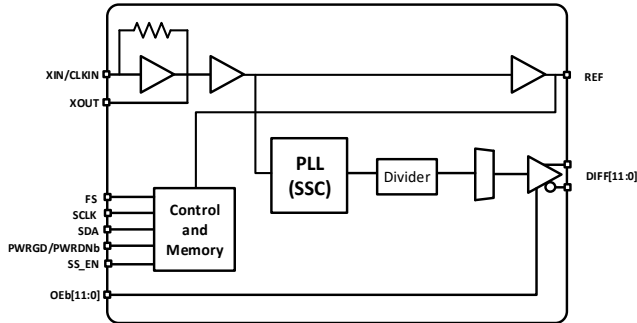 XIN/CLKIN
XOUT
REF
PLL
(SSC)
Divider
DIFF[11:0]
FS
SCLK
SDA
PWRGD/PWRDNb
SS_EN
Control
and
Memory
OEb[11:0]